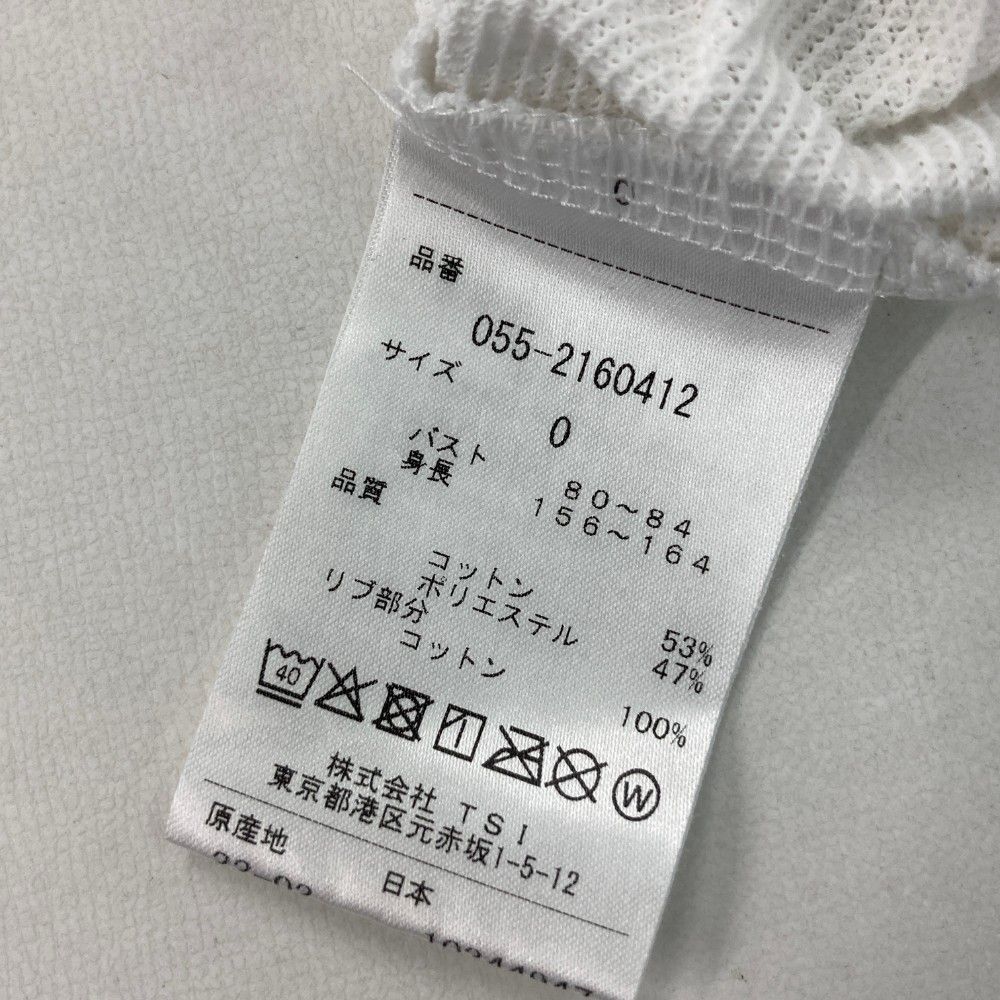 0
品番
055-2160412
サイズ
0
バスト 80～84
身長 156～164
品質
コットン 53%
ポリエステル 47%
リブ部分
コットン 100%
40
W
株式会社 TSI
東京都港区元赤坂1-5-12
原産地 日本